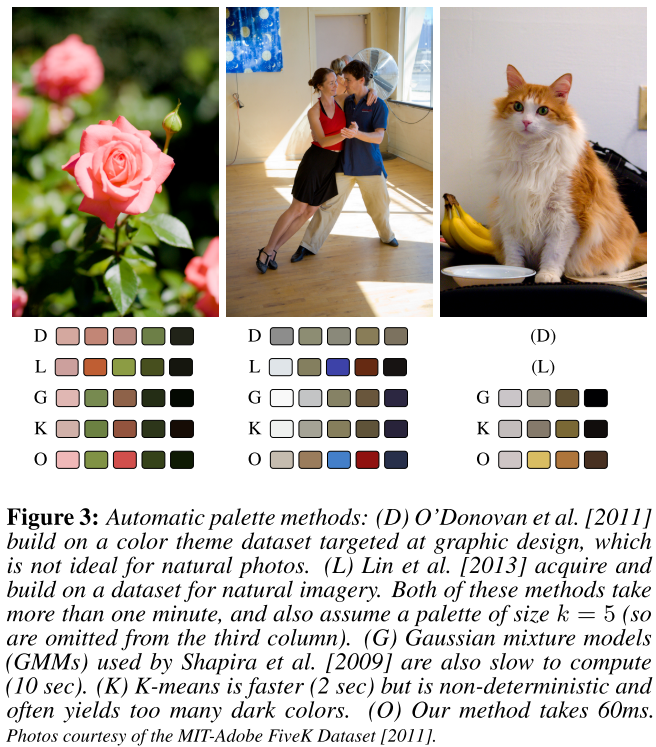 D
D
(D)
L
L
(L)
G
G
G
K
K
K
O
O
O
Figure 3: Automatic palette methods: (D) O'Donovan et al. [2011]
build on a color theme dataset targeted at graphic design, which
is not ideal for natural photos. (L) Lin et al. [2013] acquire and
build on a dataset for natural imagery. Both of these methods take
more than one minute, and also assume a palette of size k = 5 (so
are omitted from the third column). (G) Gaussian mixture models
(GMMs) used by Shapira et al. [2009] are also slow to compute
(10 sec). (K) K-means is faster (2 sec) but is non-deterministic and
often yields too many dark colors. (O) Our method takes 60ms.
Photos courtesy of the MIT-Adobe FiveK Dataset [2011].